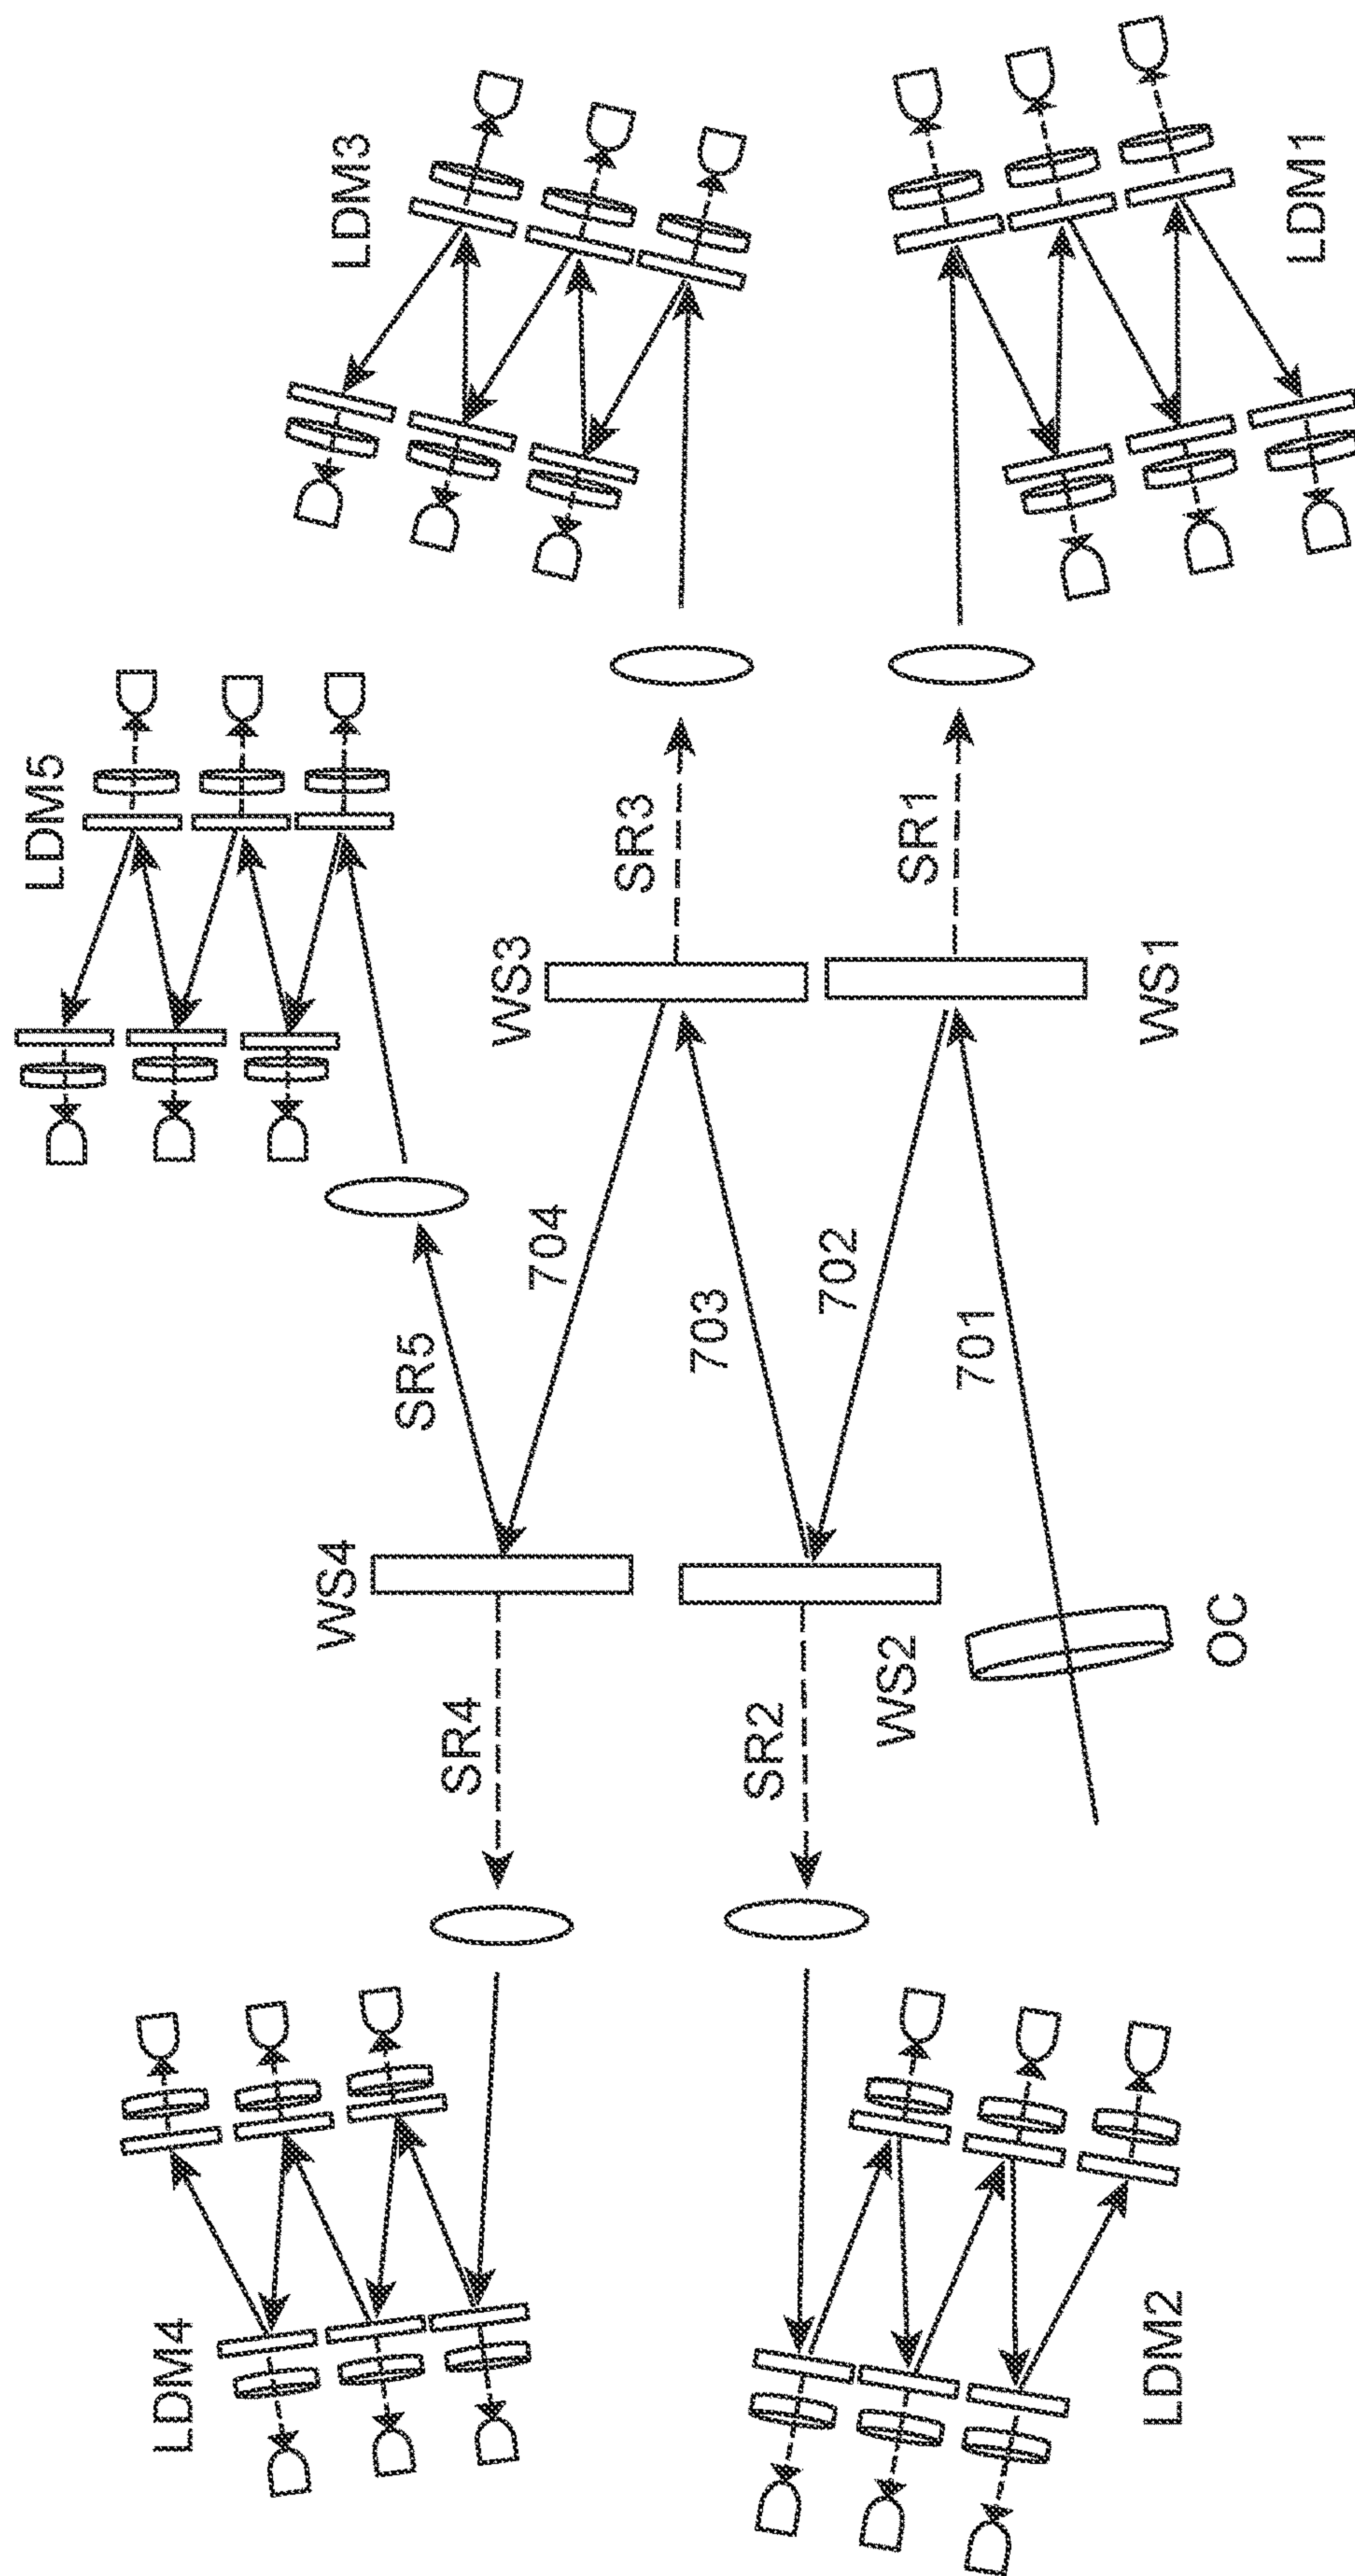 LDM5
LDM4
WS4
LDM3
SR5
SR4
WS3
704
SR3
703
SR2
702
WS2
SR1
701
LDM2
WS1
OC
LDM1